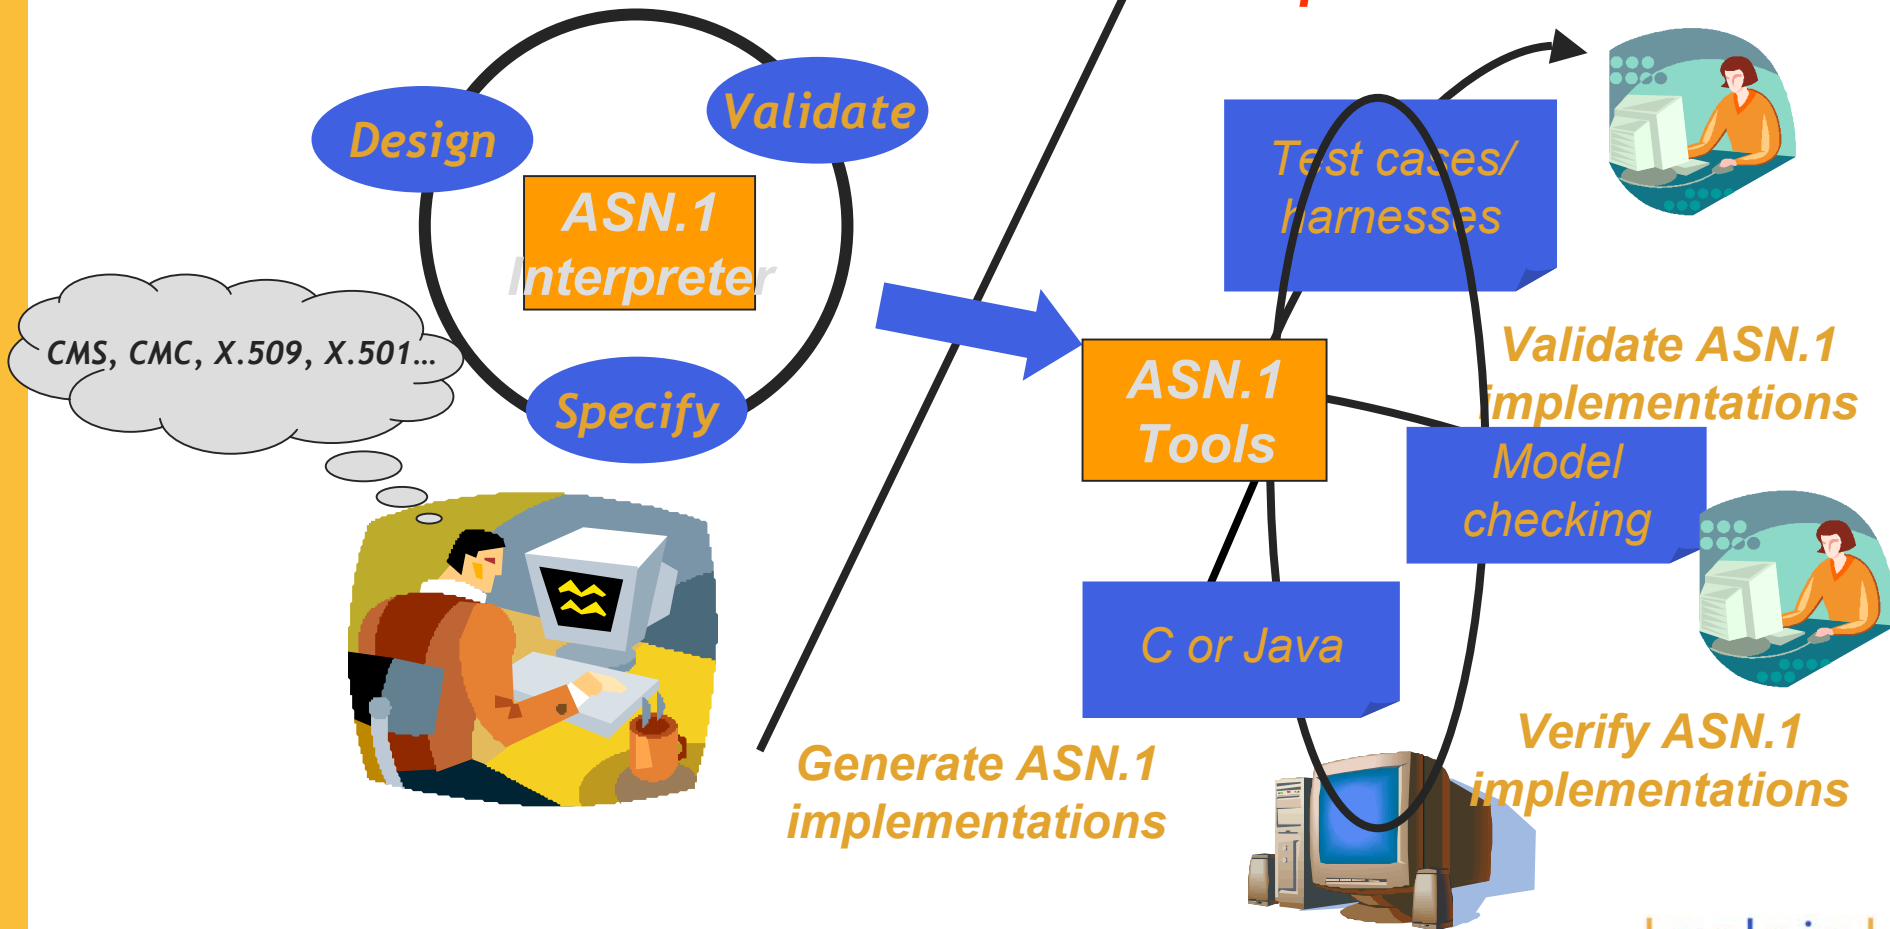 Design
Validate
ASN.1
Interpreter
Specify
CMS, CMC, X.509, X.501…
Test cases/
harnesses
Validate ASN.1
implementations
ASN.1
Tools
Model
checking
C or Java
Verify ASN.1
implementations
Generate ASN.1
implementations